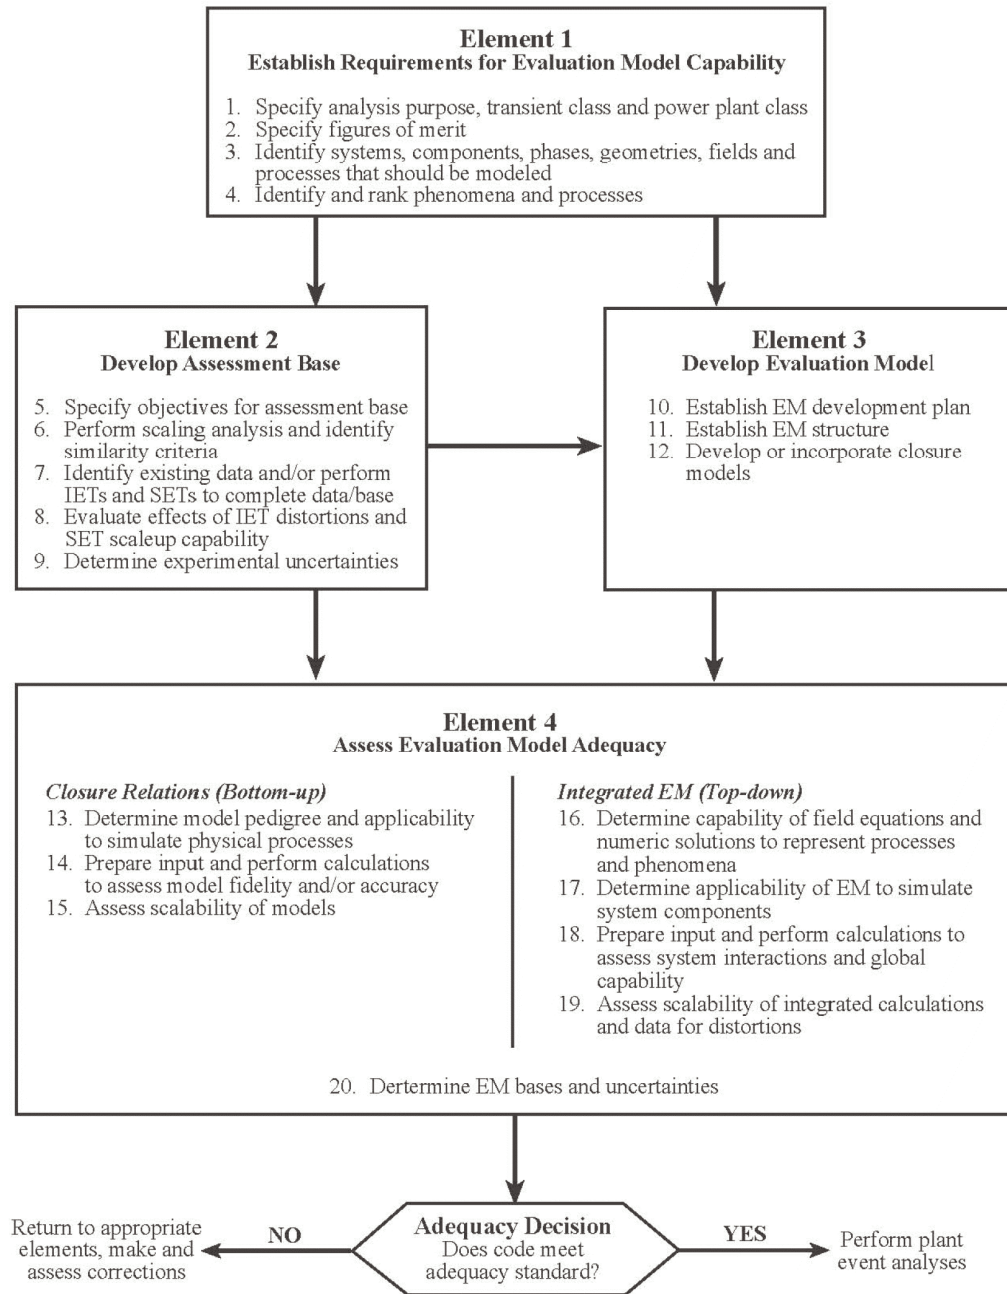 Element 1
Establish Requirements for Evaluation Model Capability
1. Specify analysis purpose, transient class and power plant class
2. Specify figures of merit
3. Identify systems, components, phases, geometries, fields and
processes that should be modeled
4. Identify and rank phenomena and processes
Element 2
Develop Assessment Base
5. Specify objectives for assessment base
6. Perform scaling analysis and identify
similarity criteria
7. Identify existing data and/or perform
IETs and SETs to complete data/base
8. Evaluate effects of IET distortions and
SET scaleup capability
9. Determine experimental uncertainties
Element 3
Develop Evaluation Model
10. Establish EM development plan
11. Establish EM structure
12. Develop or incorporate closure
models
Element 4
Assess Evaluation Model Adequacy
Closure Relations (Bottom-up)
13. Determine model pedigree and applicability
to simulate physical processes
14. Prepare input and perform calculations
to assess model fidelity and/or accuracy
15. Assess scalability of models
Integrated EM (Top-down)
16. Determine capability of field equations and
numeric solutions to represent processes
and phenomena
17. Determine applicability of EM to simulate
system components
18. Prepare input and perform calculations to
assess system interactions and global
capability
19. Assess scalability of integrated calculations
and data for distortions
20. Dertermine EM bases and uncertainties
Adequacy Decision
Does code meet
adequacy standard?
NO
Return to appropriate
elements, make and
assess corrections
YES
Perform plant
event analyses